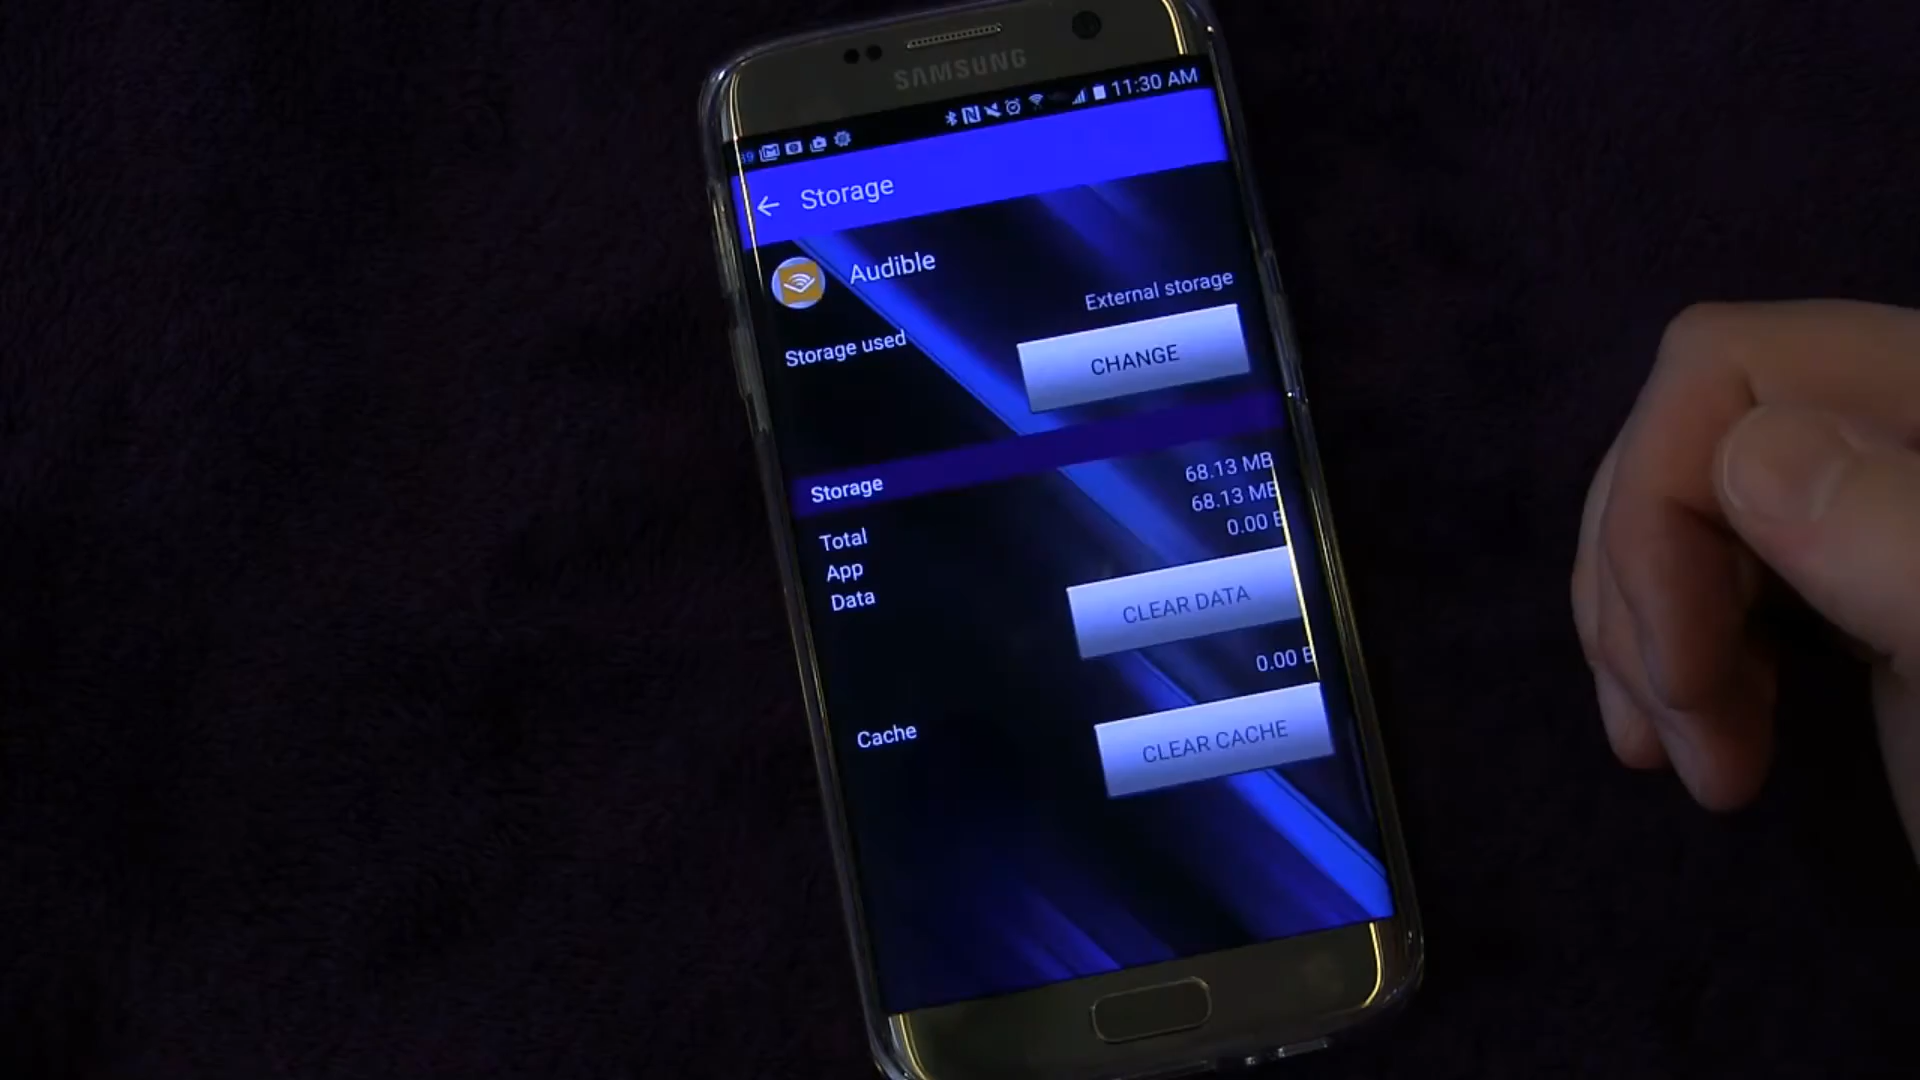 SAMSUNG
11:30 AM
Storage
Audible
External storage
Storage used
CHANGE
Storage
68.13 MB
Total
68.13 MB
App
0.00 B
Data
CLEAR DATA
0.00 B
Cache
CLEAR CACHE